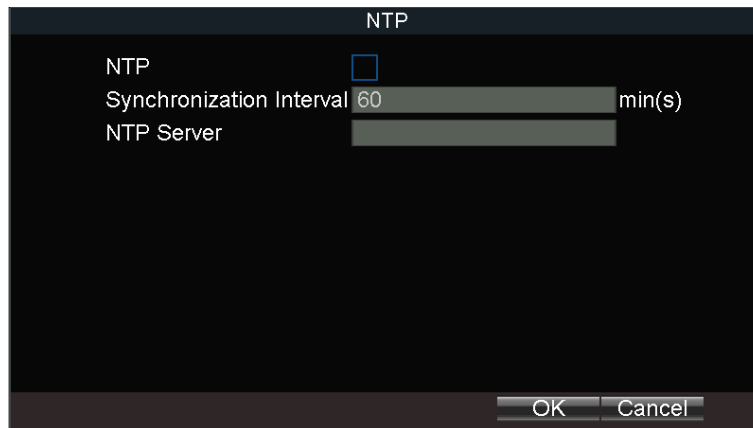 NTP
NTP
Synchronization Interval 60 min(s)
NTP Server
OK Cancel